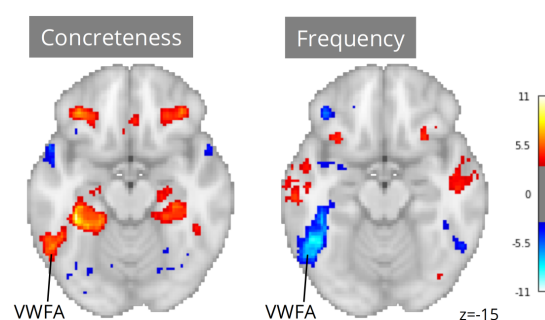 Concreteness
Frequency
11
5.5
0
-5.5
-11
VWFA
VWFA
z=-15